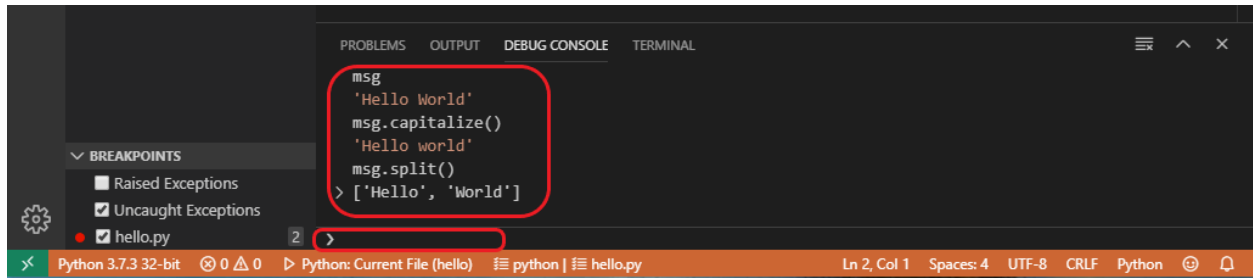 PROBLEMS OUTPUT DEBUG CONSOLE TERMINAL
msg
'Hello World'
msg.capitalize()
'Hello world'
msg.split()
> ['Hello', 'World']
BREAKPOINTS
Raised Exceptions
Uncaught Exceptions
hello.py 2
>
Python 3.7.3 32-bit 0 0 Python: Current File (hello) python | hello.py Ln 2, Col 1 Spaces: 4 UTF-8 CRLF Python